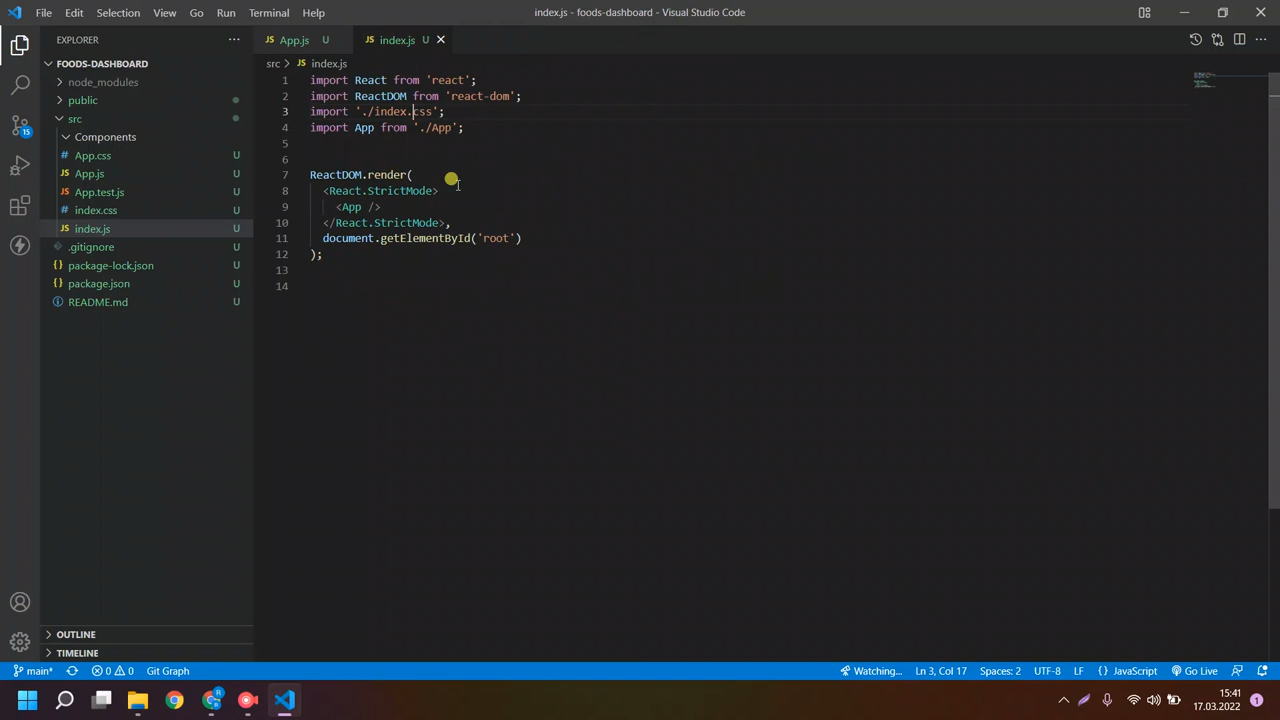 File Edit Selection View Go Run Terminal Help
index.js - foods-dashboard - Visual Studio Code
EXPLORER
FOODS-DASHBOARD
node_modules
public
src
Components
# App.css U
JS App.js U
JS App.test.js U
# index.css U
JS index.js U
.gitignore U
{} package-lock.json U
{} package.json U
README.md U
OUTLINE
TIMELINE
15
JS App.js U
JS index.js U
src > JS index.js
1 import React from 'react';
2 import ReactDOM from 'react-dom';
3 import './index.css';
4 import App from './App';
5
6
7 ReactDOM.render(
8 <React.StrictMode>
9 <App />
10 </React.StrictMode>,
11 document.getElementById('root')
12 );
13
14
main* 0 0 Git Graph
Watching... Ln 3, Col 17 Spaces: 2 UTF-8 LF {} JavaScript Go Live
R
15:41
17.03.2022
1